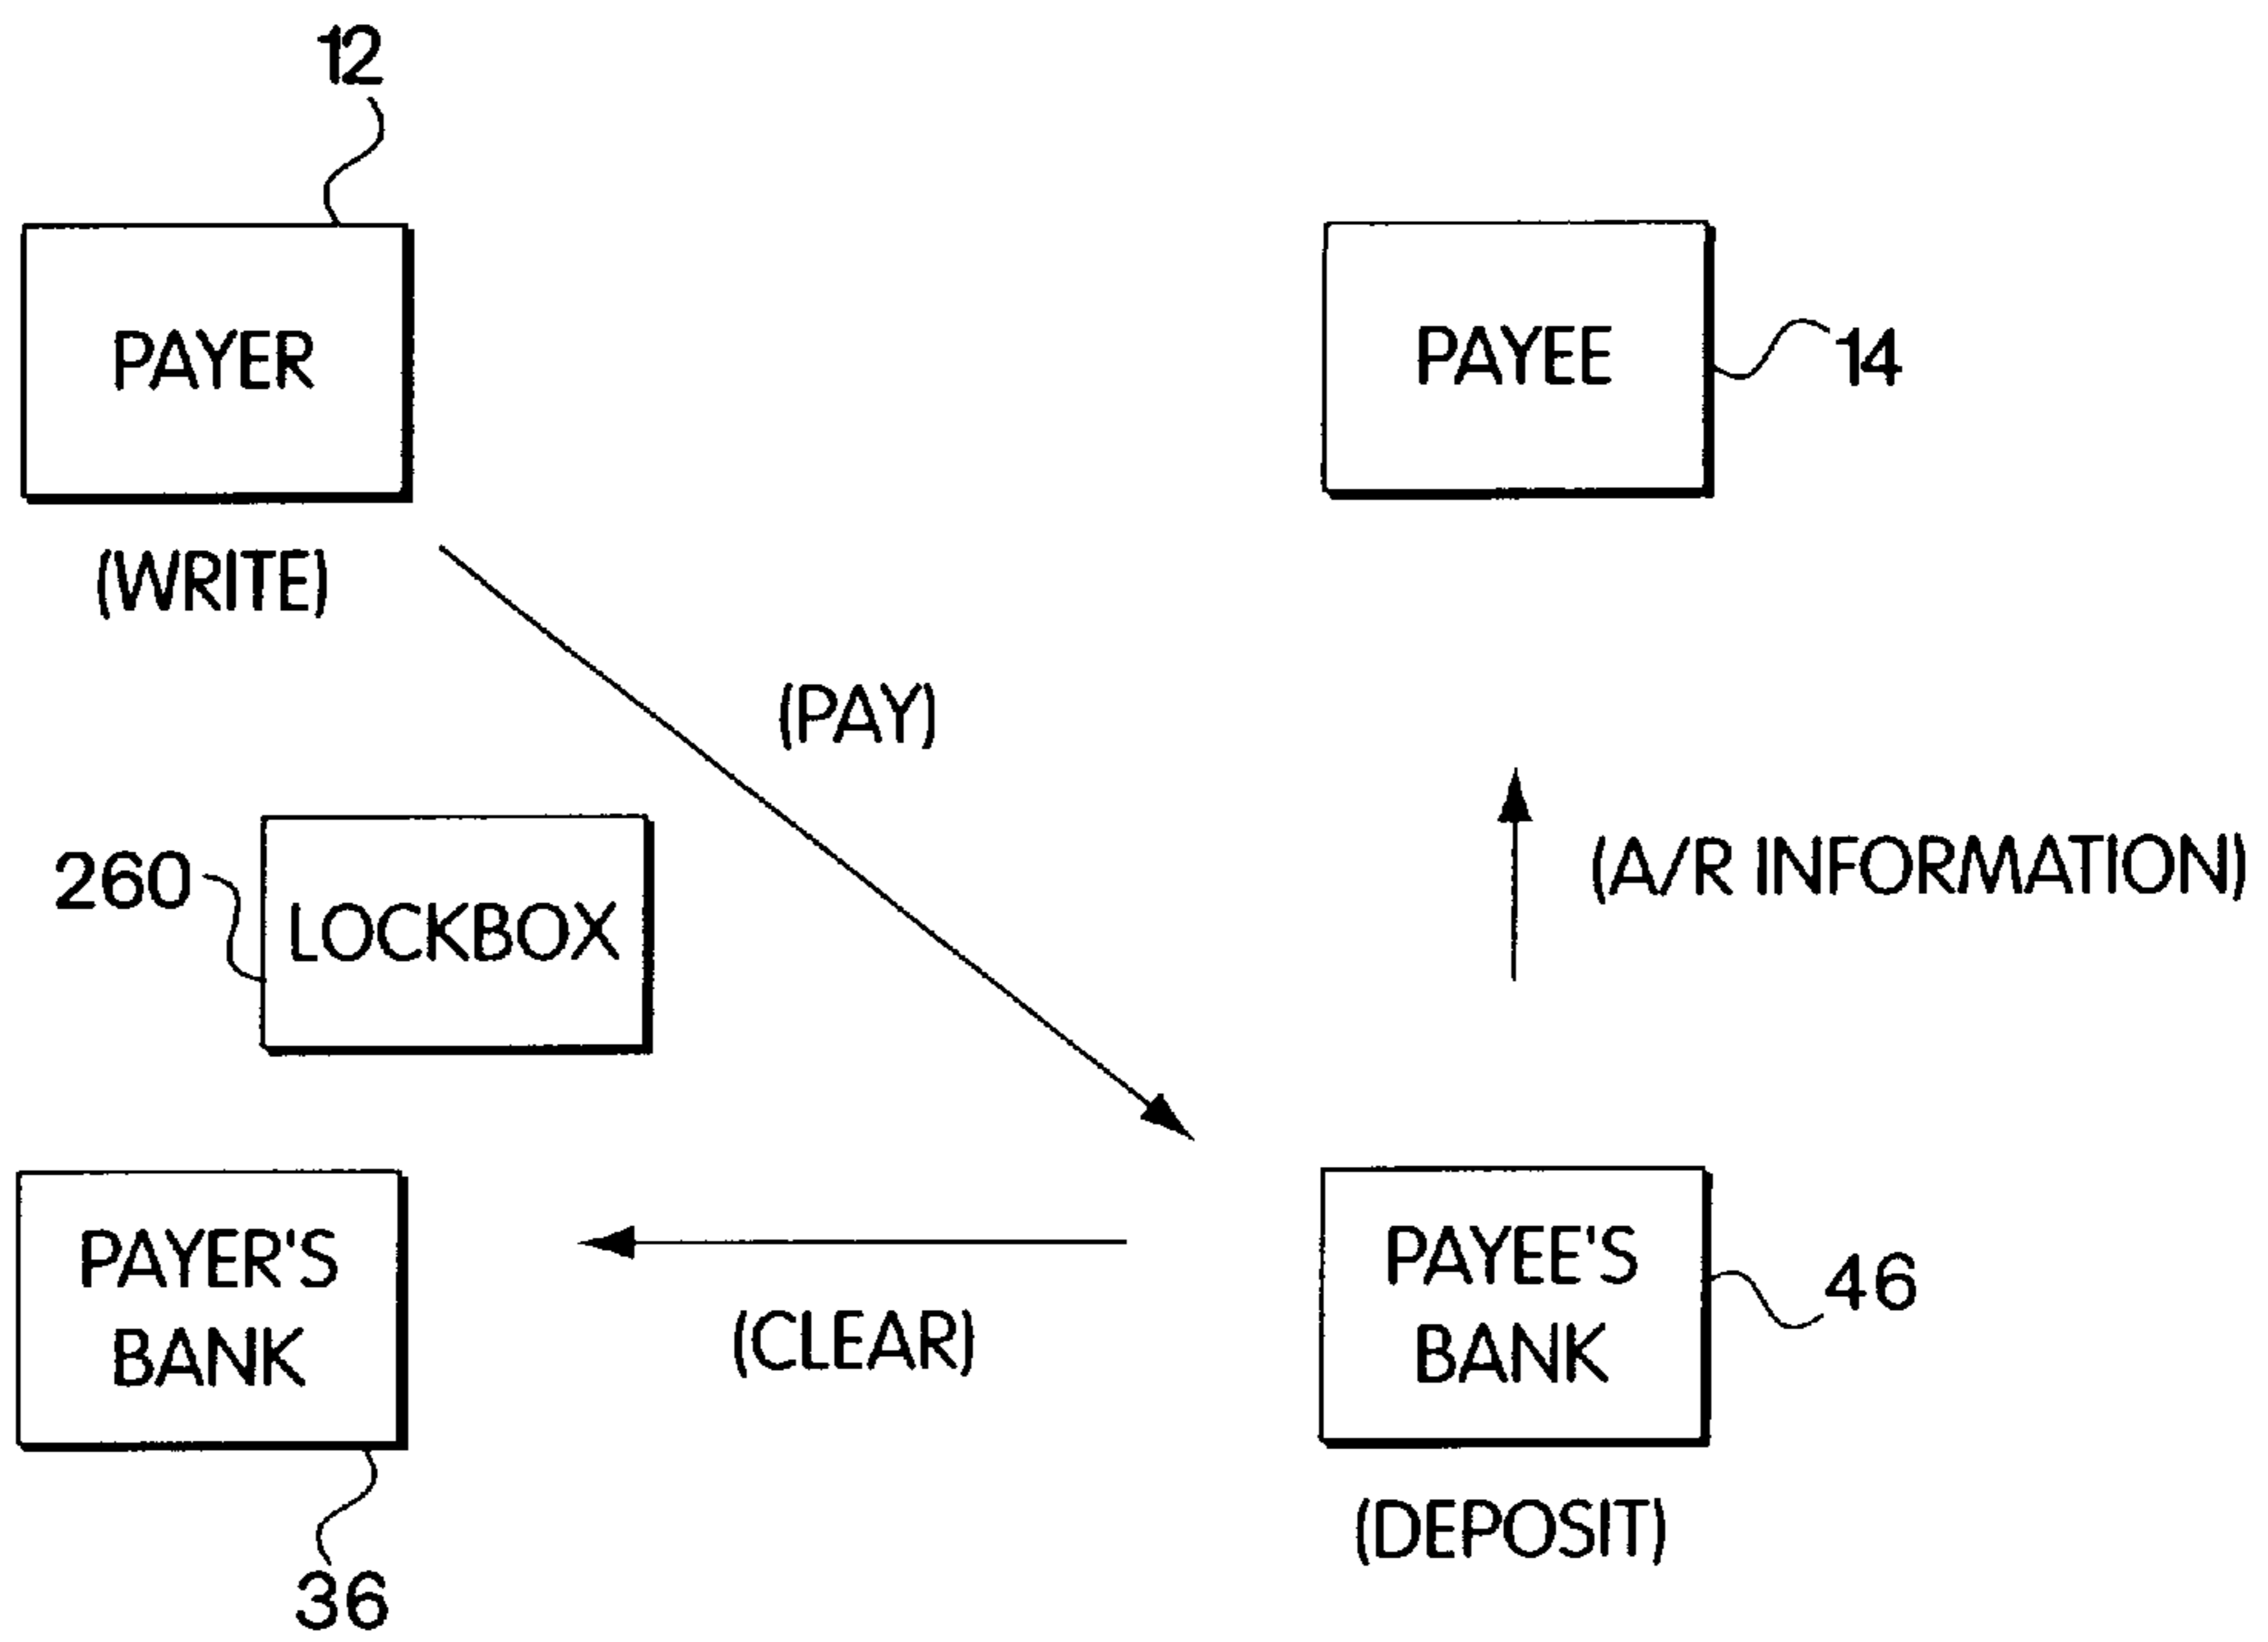 12
PAYER
PAYEE
14
(WRITE)
(PAY)
260
LOCKBOX
(A/R INFORMATION)
PAYER'S
BANK
(CLEAR)
PAYEE'S
BANK
46
(DEPOSIT)
36